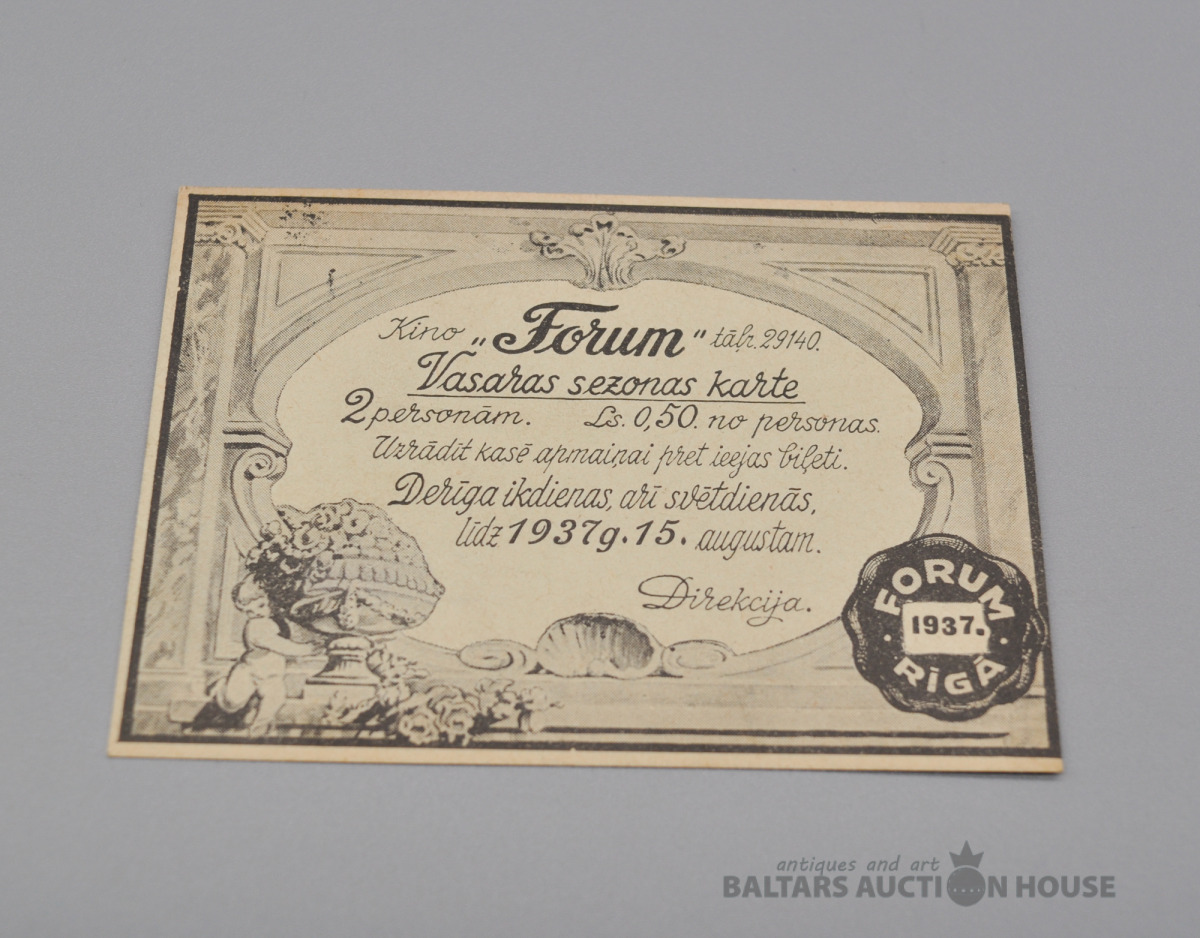 Kino „Forum" tālr. 29140.
Vasaras sezonas karte
2 personām. Ls. 0,50. no personas.
Uzrādīt kasē apmaiņai pret ieejas biļeti.
Derīga ikdienas, arī svētdienās,
līdz 1937g. 15. augustam.
Direkcija.
FORUM
1937.
RĪGĀ
antiques and art
BALTARS AUCTION HOUSE